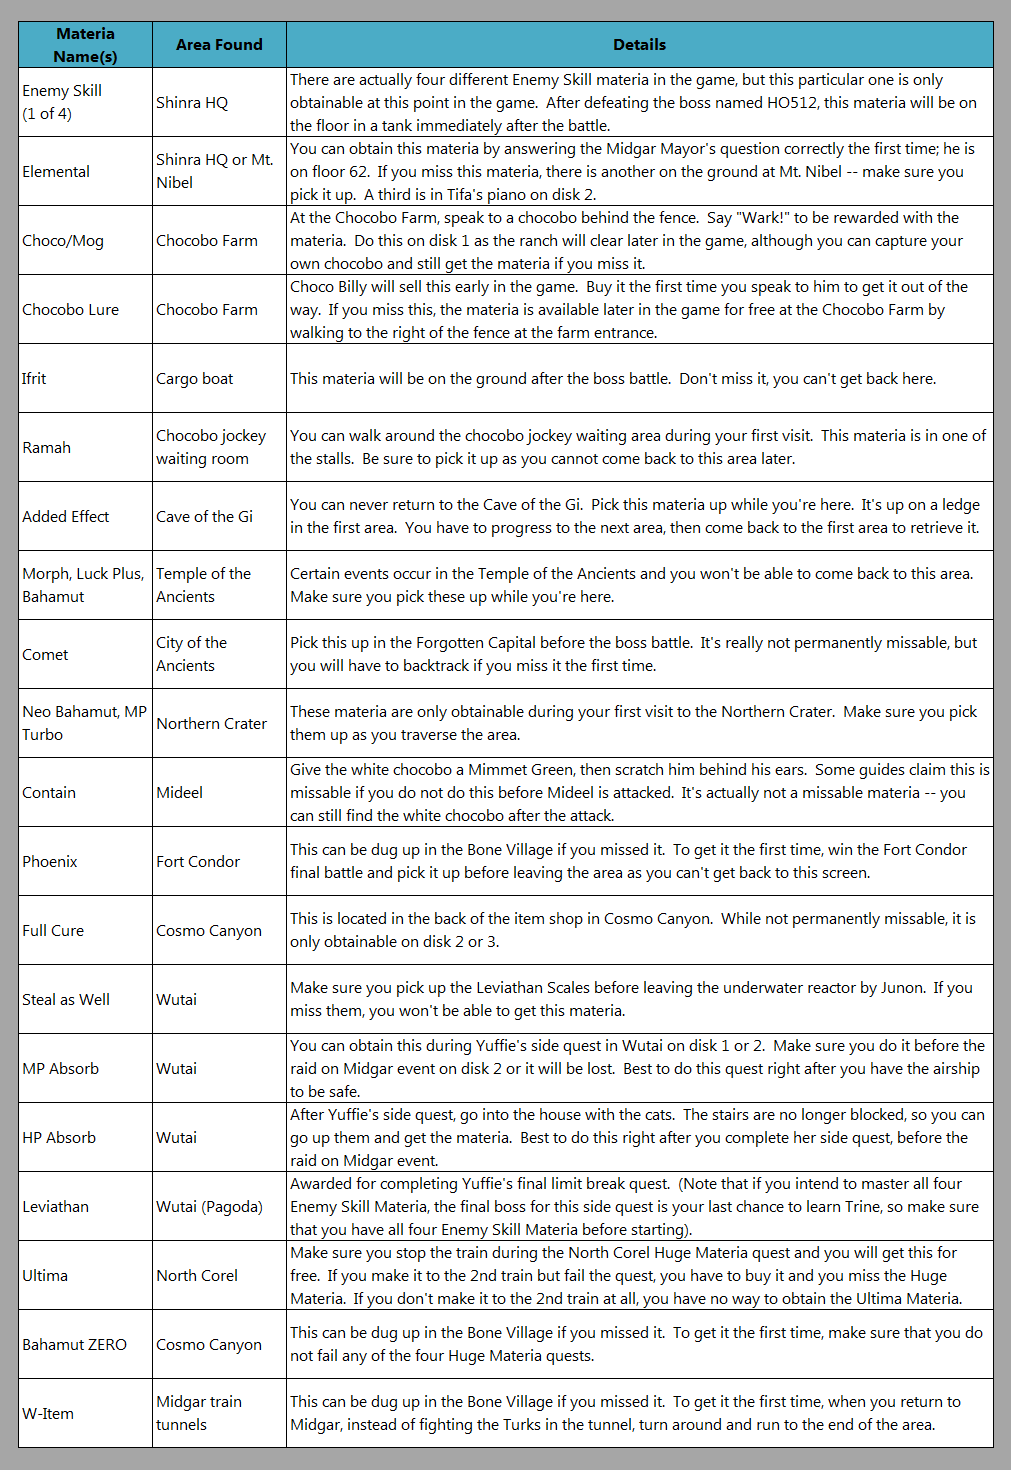 Materia
Name(s)
Area Found
Details
Enemy Skill
(1 of 4)
Shinra HQ
There are actually four different Enemy Skill materia in the game, but this particular one is only
obtainable at this point in the game.  After defeating the boss named HO512, this materia will be on
the floor in a tank immediately after the battle.
Elemental
Shinra HQ or Mt.
Nibel
You can obtain this materia by answering the Midgar Mayor's question correctly the first time; he is
on floor 62.  If you miss this materia, there is another on the ground at Mt. Nibel -- make sure you
pick it up.  A third is in Tifa's piano on disk 2.
Choco/Mog
Chocobo Farm
At the Chocobo Farm, speak to a chocobo behind the fence.  Say "Wark!" to be rewarded with the
materia.  Do this on disk 1 as the ranch will clear later in the game, although you can capture your
own chocobo and still get the materia if you miss it.
Chocobo Lure
Chocobo Farm
Choco Billy will sell this early in the game.  Buy it the first time you speak to him to get it out of the
way.  If you miss this, the materia is available later in the game for free at the Chocobo Farm by
walking to the right of the fence at the farm entrance.
Ifrit
Cargo boat
This materia will be on the ground after the boss battle.  Don't miss it, you can't get back here.
Ramah
Chocobo jockey
waiting room
You can walk around the chocobo jockey waiting area during your first visit.  This materia is in one of
the stalls.  Be sure to pick it up as you cannot come back to this area later.
Added Effect
Cave of the Gi
You can never return to the Cave of the Gi.  Pick this materia up while you're here.  It's up on a ledge
in the first area.  You have to progress to the next area, then come back to the first area to retrieve it.
Morph, Luck Plus,
Bahamut
Temple of the
Ancients
Certain events occur in the Temple of the Ancients and you won't be able to come back to this area.
Make sure you pick these up while you're here.
Comet
City of the
Ancients
Pick this up in the Forgotten Capital before the boss battle.  It's really not permanently missable, but
you will have to backtrack if you miss it the first time.
Neo Bahamut, MP
Turbo
Northern Crater
These materia are only obtainable during your first visit to the Northern Crater.  Make sure you pick
them up as you traverse the area.
Contain
Mideel
Give the white chocobo a Mimmet Green, then scratch him behind his ears.  Some guides claim this is
missable if you do not do this before Mideel is attacked.  It's actually not a missable materia -- you
can still find the white chocobo after the attack.
Phoenix
Fort Condor
This can be dug up in the Bone Village if you missed it.  To get it the first time, win the Fort Condor
final battle and pick it up before leaving the area as you can't get back to this screen.
Full Cure
Cosmo Canyon
This is located in the back of the item shop in Cosmo Canyon.  While not permanently missable, it is
only obtainable on disk 2 or 3.
Steal as Well
Wutai
Make sure you pick up the Leviathan Scales before leaving the underwater reactor by Junon.  If you
miss them, you won't be able to get this materia.
MP Absorb
Wutai
You can obtain this during Yuffie's side quest in Wutai on disk 1 or 2.  Make sure you do it before the
raid on Midgar event on disk 2 or it will be lost.  Best to do this quest right after you have the airship
to be safe.
HP Absorb
Wutai
After Yuffie's side quest, go into the house with the cats.  The stairs are no longer blocked, so you can
go up them and get the materia.  Best to do this right after you complete her side quest, before the
raid on Midgar event.
Leviathan
Wutai (Pagoda)
Awarded for completing Yuffie's final limit break quest.  (Note that if you intend to master all four
Enemy Skill Materia, the final boss for this side quest is your last chance to learn Trine, so make sure
that you have all four Enemy Skill Materia before starting).
Ultima
North Corel
Make sure you stop the train during the North Corel Huge Materia quest and you will get this for
free.  If you make it to the 2nd train but fail the quest, you have to buy it and you miss the Huge
Materia.  If you don't make it to the 2nd train at all, you have no way to obtain the Ultima Materia.
Bahamut ZERO
Cosmo Canyon
This can be dug up in the Bone Village if you missed it.  To get it the first time, make sure that you do
not fail any of the four Huge Materia quests.
W-Item
Midgar train
tunnels
This can be dug up in the Bone Village if you missed it.  To get it the first time, when you return to
Midgar, instead of fighting the Turks in the tunnel, turn around and run to the end of the area.